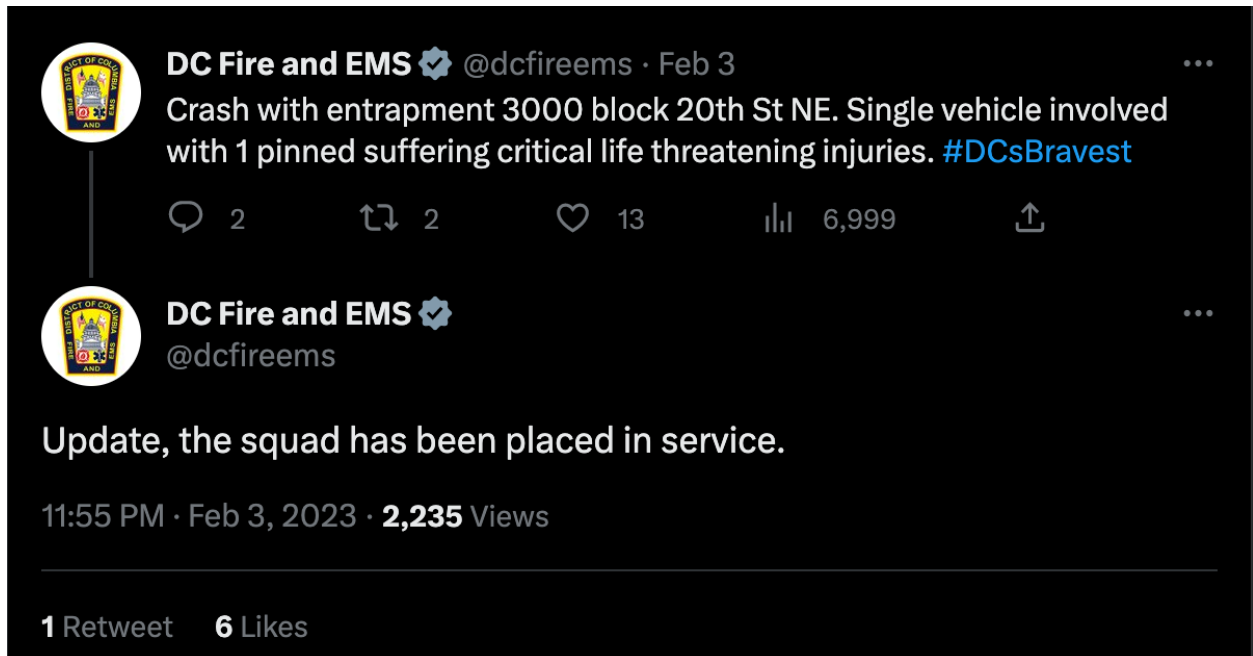 DC Fire and EMS @dcfireems · Feb 3
Crash with entrapment 3000 block 20th St NE. Single vehicle involved
with 1 pinned suffering critical life threatening injuries. #DCsBravest
2 2 13 6,999
DC Fire and EMS
@dcfireems
Update, the squad has been placed in service.
11:55 PM · Feb 3, 2023 · 2,235 Views
1 Retweet 6 Likes